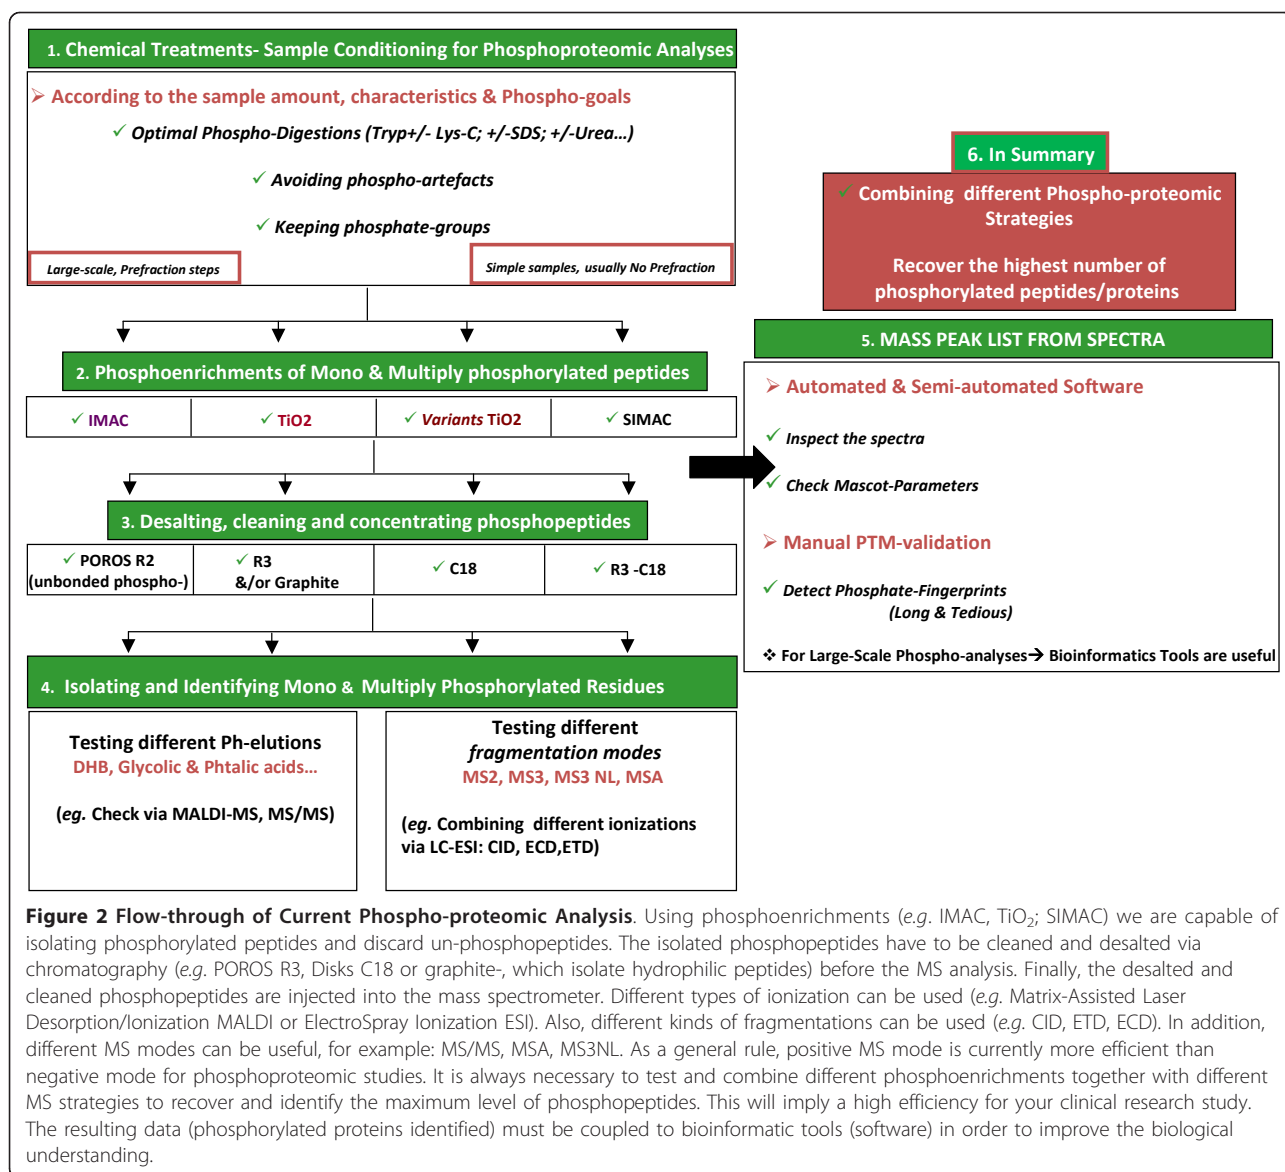 1. Chemical Treatments- Sample Conditioning for Phosphoproteomic Analyses
➢ According to the sample amount, characteristics & Phospho-goals
✓ Optimal Phospho-Digestions (Tryp+/- Lys-C; +/-SDS; +/-Urea...)
✓ Avoiding phospho-artefacts
✓ Keeping phosphate-groups
Large-scale, Prefraction steps
Simple samples, usually No Prefraction
2. Phosphoenrichments of Mono & Multiply phosphorylated peptides
✓ IMAC
✓ TiO2
✓ Variants TiO2
✓ SIMAC
3. Desalting, cleaning and concentrating phosphopeptides
✓ POROS R2
(unbonded phospho-)
✓ R3
&/or Graphite
✓ C18
✓ R3 -C18
4. Isolating and Identifying Mono & Multiply Phosphorylated Residues
Testing different Ph-elutions
DHB, Glycolic & Phtalic acids...
(eg. Check via MALDI-MS, MS/MS)
Testing different
fragmentation modes
MS2, MS3, MS3 NL, MSA
(eg. Combining different ionizations
via LC-ESI: CID, ECD,ETD)
6. In Summary
✓ Combining different Phospho-proteomic
Strategies
Recover the highest number of
phosphorylated peptides/proteins
5. MASS PEAK LIST FROM SPECTRA
➢ Automated & Semi-automated Software
✓ Inspect the spectra
✓ Check Mascot-Parameters
➢ Manual PTM-validation
✓ Detect Phosphate-Fingerprints
(Long & Tedious)
❖ For Large-Scale Phospho-analyses→ Bioinformatics Tools are useful
Figure 2 Flow-through of Current Phospho-proteomic Analysis. Using phosphoenrichments (e.g. IMAC, TiO₂; SIMAC) we are capable of
isolating phosphorylated peptides and discard un-phosphopeptides. The isolated phosphopeptides have to be cleaned and desalted via
chromatography (e.g. POROS R3, Disks C18 or graphite-, which isolate hydrophilic peptides) before the MS analysis. Finally, the desalted and
cleaned phosphopeptides are injected into the mass spectrometer. Different types of ionization can be used (e.g. Matrix-Assisted Laser
Desorption/Ionization MALDI or ElectroSpray Ionization ESI). Also, different kinds of fragmentations can be used (e.g. CID, ETD, ECD). In addition,
different MS modes can be useful, for example: MS/MS, MSA, MS3NL. As a general rule, positive MS mode is currently more efficient than
negative mode for phosphoproteomic studies. It is always necessary to test and combine different phosphoenrichments together with different
MS strategies to recover and identify the maximum level of phosphopeptides. This will imply a high efficiency for your clinical research study.
The resulting data (phosphorylated proteins identified) must be coupled to bioinformatic tools (software) in order to improve the biological
understanding.